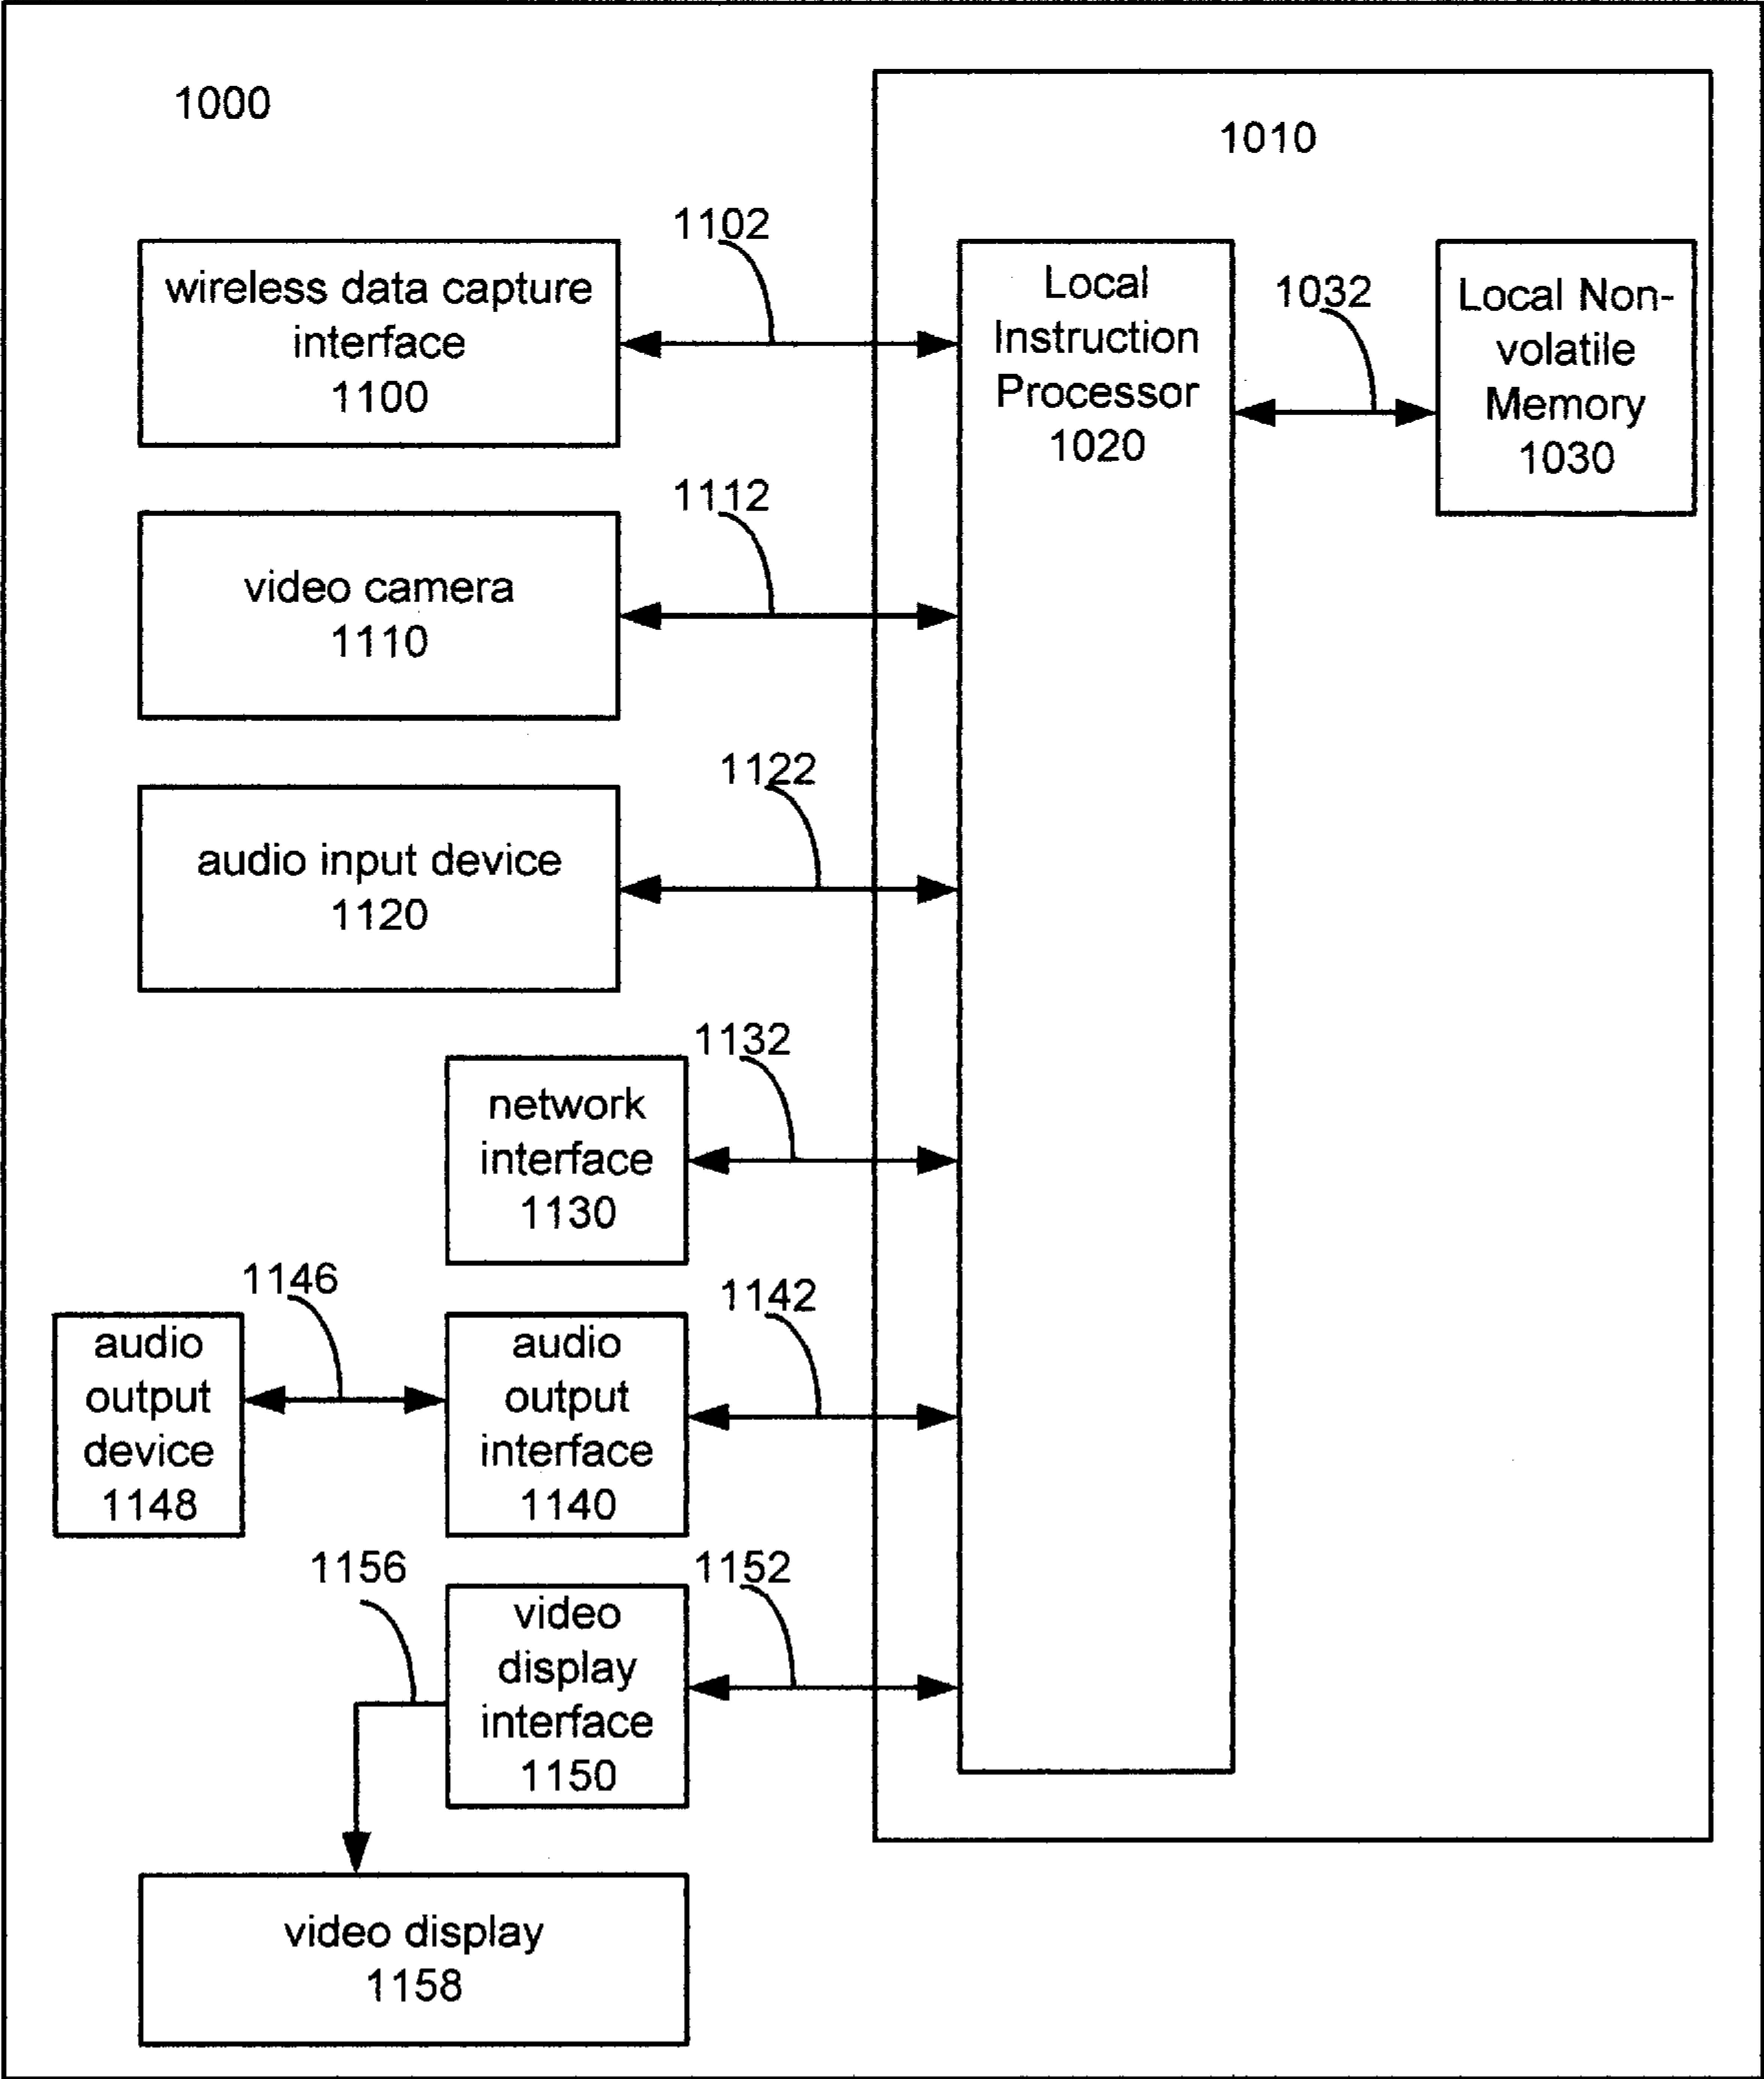 1000
1010
1102
wireless data capture
interface
1100
Local
Instruction
Processor
1020
1032
Local Non-
volatile
Memory
1030
1112
video camera
1110
1122
audio input device
1120
1132
network
interface
1130
1146
1142
audio
output
device
1148
audio
output
interface
1140
1156
1152
video
display
interface
1150
video display
1158